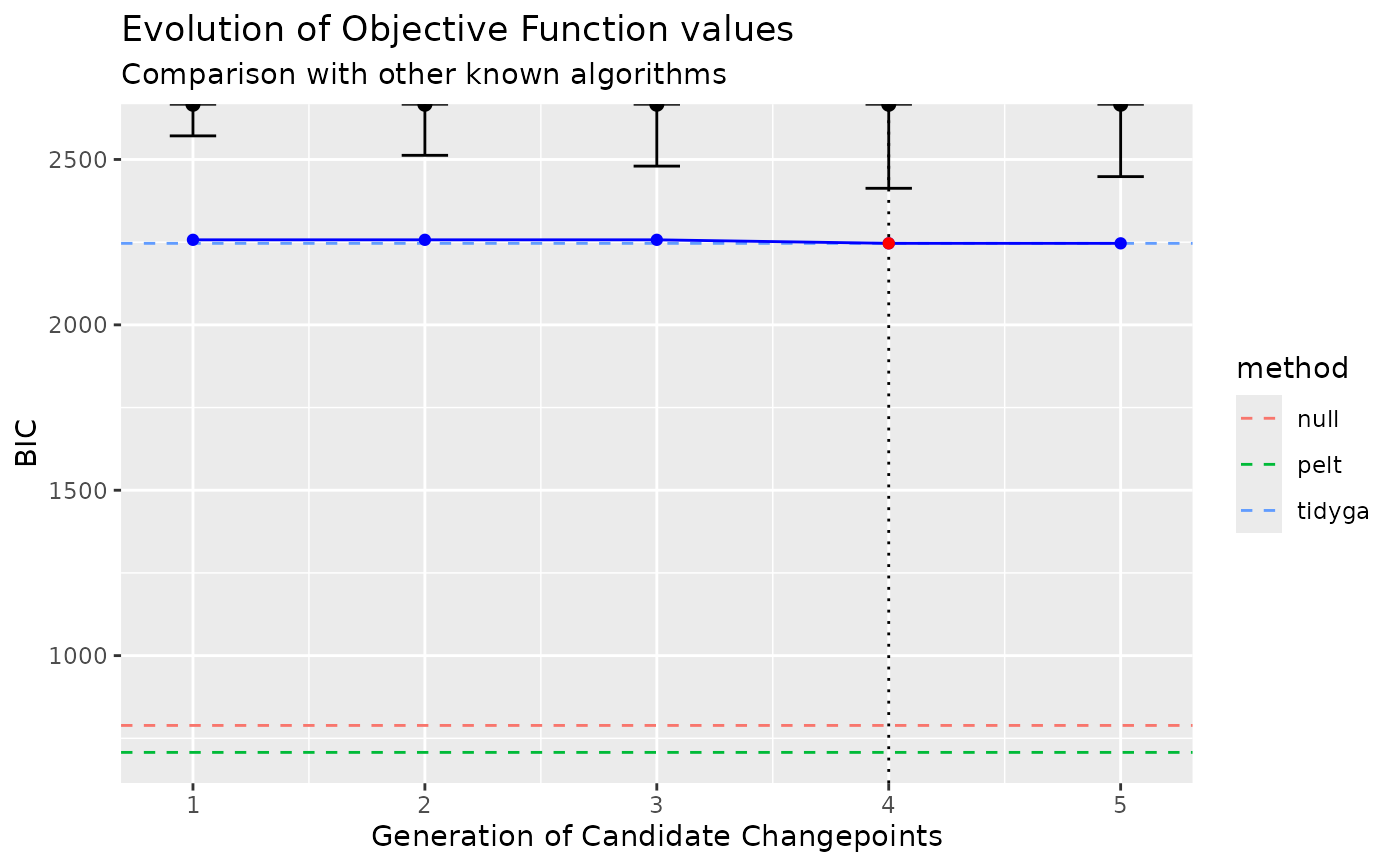 Evolution of Objective Function values
Comparison with other known algorithms
2500
2000
1500
1000
BIC
1 2 3 4 5
Generation of Candidate Changepoints
method
null
pelt
tidyga